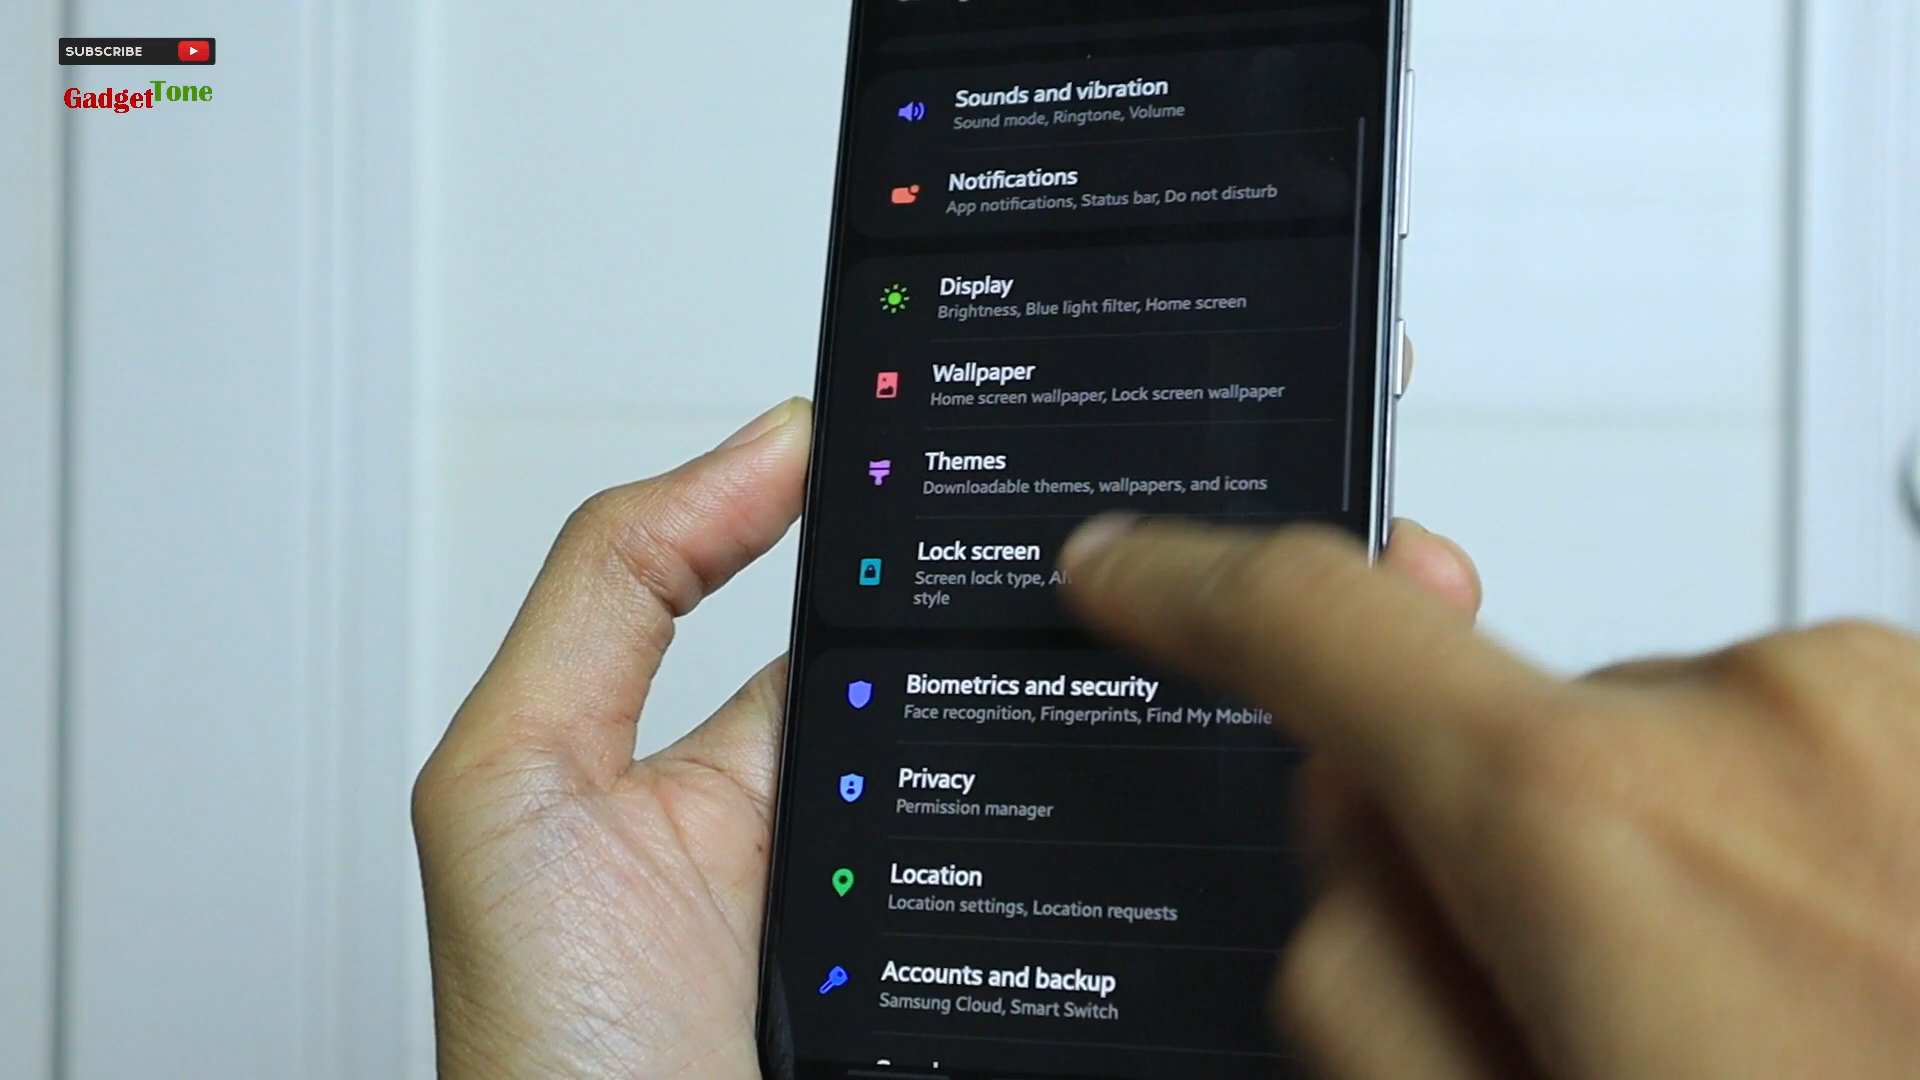 SUBSCRIBE
GadgetTone
Sounds and vibration
Sound mode, Ringtone, Volume
Notifications
App notifications, Status bar, Do not disturb
Display
Brightness, Blue light filter, Home screen
Wallpaper
Home screen wallpaper, Lock screen wallpaper
Themes
Downloadable themes, wallpapers, and icons
Lock screen
Screen lock type,
style
Biometrics and security
Face recognition, Fingerprints, Find My Mobile
Privacy
Permission manager
Location
Location settings, Location requests
Accounts and backup
Samsung Cloud, Smart Switch